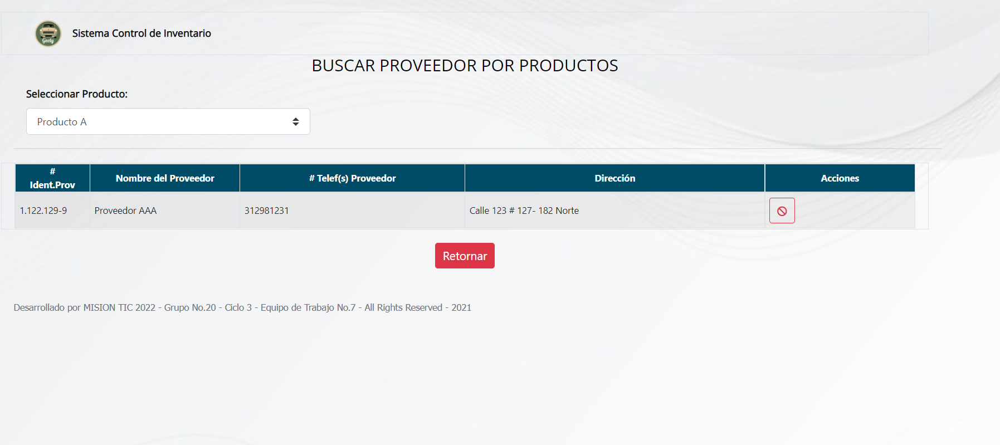 Geely
Sistema Control de Inventario
BUSCAR PROVEEDOR POR PRODUCTOS
Seleccionar Producto:
Producto A
# Ident.Prov Nombre del Proveedor # Telef(s) Proveedor Dirección Acciones
1.122.129-9 Proveedor AAA 312981231 Calle 123 # 127- 182 Norte
Retornar
Desarrollado por MISION TIC 2022 - Grupo No.20 - Ciclo 3 - Equipo de Trabajo No.7 - All Rights Reserved - 2021